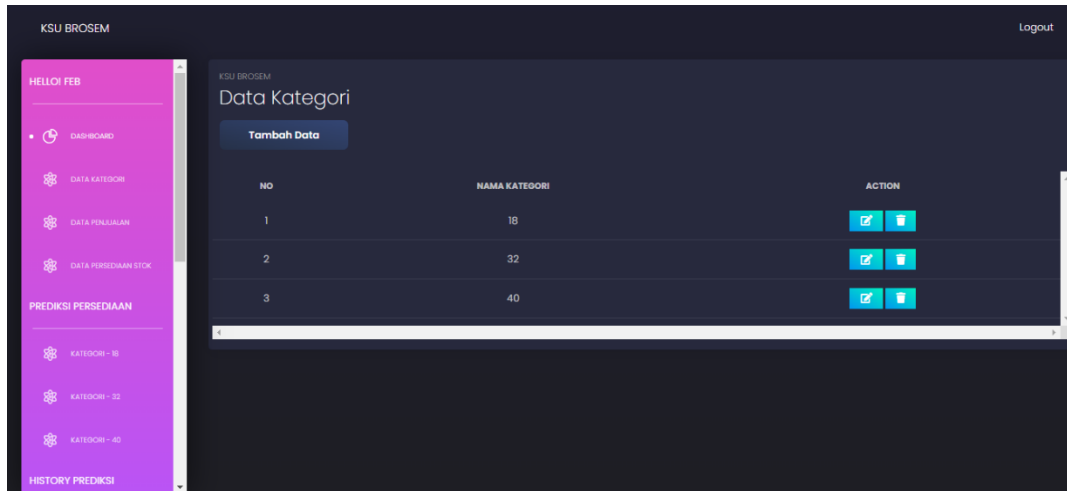 KSU BROSEM
Logout
HELLO! FEB
DASHBOARD
DATA KATEGORI
DATA PENJUALAN
DATA PERSEDIAAN STOK
PREDIKSI PERSEDIAAN
KATEGORI - 18
KATEGORI - 32
KATEGORI - 40
HISTORY PREDIKSI
KSU BROSEM
Data Kategori
Tambah Data
NO NAMA KATEGORI ACTION
1 18
2 32
3 40